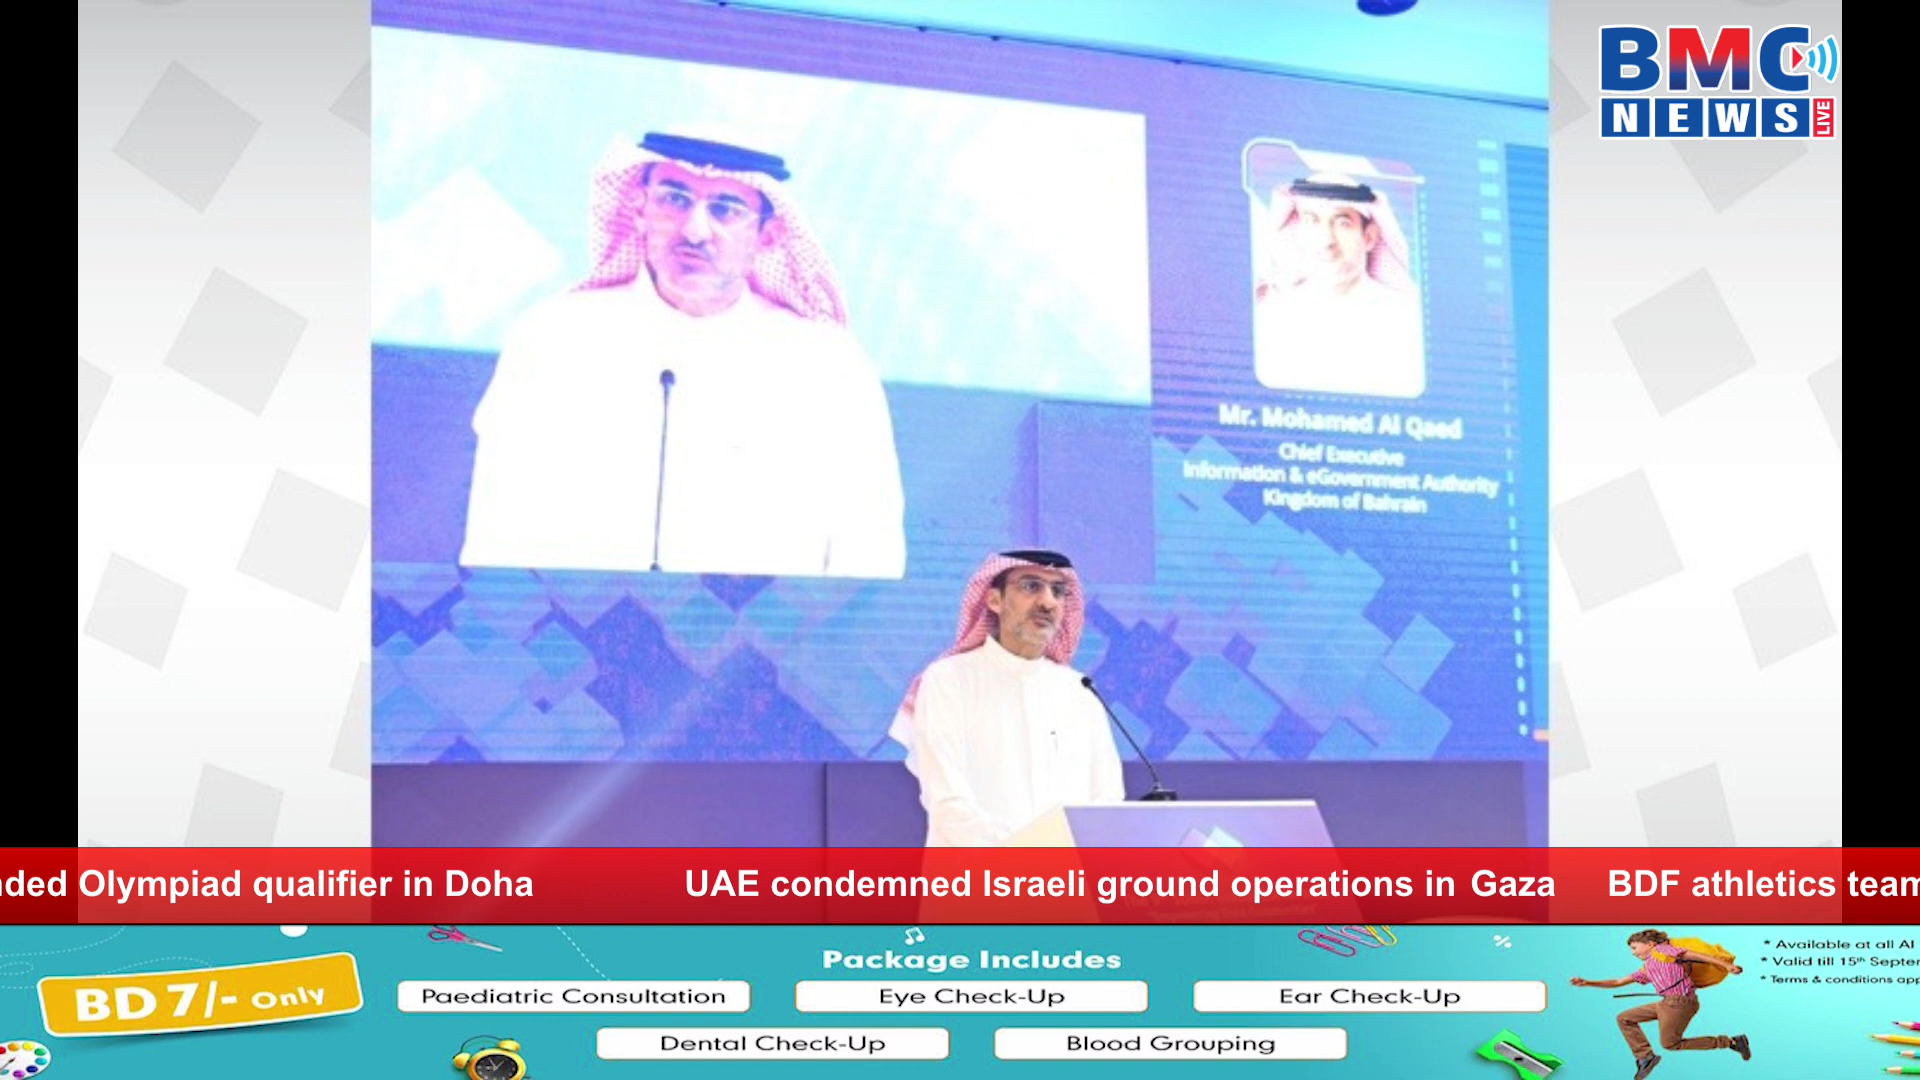 BMC
NEWS
LIVE
Mr. Mohamed Al Qaed
Chief Executive
Information & eGovernment Authority
Kingdom of Bahrain
Olympiad qualifier in Doha
UAE condemned Israeli ground operations in Gaza
BDF athletics team
BD 7/- Only
Package Includes
Paediatric Consultation
Eye Check-Up
Ear Check-Up
Dental Check-Up
Blood Grouping
* Available at all Al
* Valid till 15th Septe
* Terms & conditions app